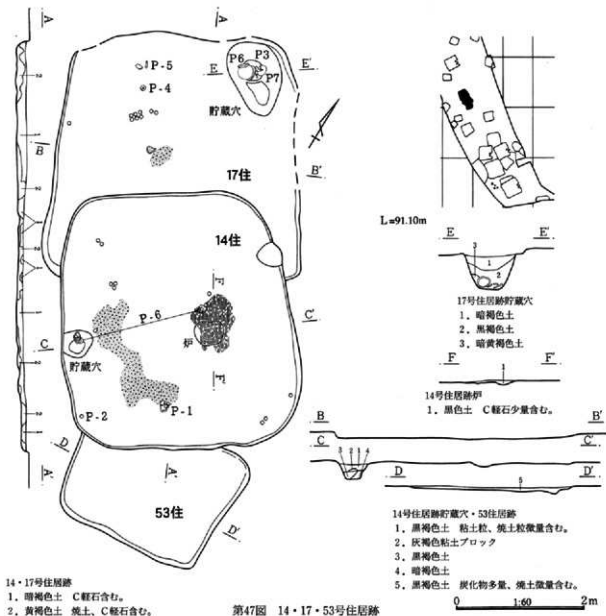 A
A
P-5
P-4
P6
P3
P7
E
E'
貯蔵穴
B
B'
17住
14住
L=91.10m
E
E'
3
1
2
17号住居跡貯蔵穴
1、暗褐色土
2、黒褐色土
3、暗黄褐色土
F
P-6
C'
炉
C
貯蔵穴
F'
P-2
P-1
F
F'
1
14号住居跡炉
1、黒色土 C軽石少量含む。
B
B'
C
C'
3 2 1 4
D
D'
5
D
A'
A'
53住
D'
14号住居跡貯蔵穴・53住居跡
1、黒褐色土 粘土粒、焼土粒微量含む。
2、灰褐色粘土ブロック
3、黒褐色土
4、暗褐色土
5、黒褐色土 炭化物多量、焼土微量含む。
14・17号住居跡
1、暗褐色土 C軽石含む。
2、黄褐色土 焼土、C軽石含む。
第47図 14・17・53号住居跡
0 1:60 2m